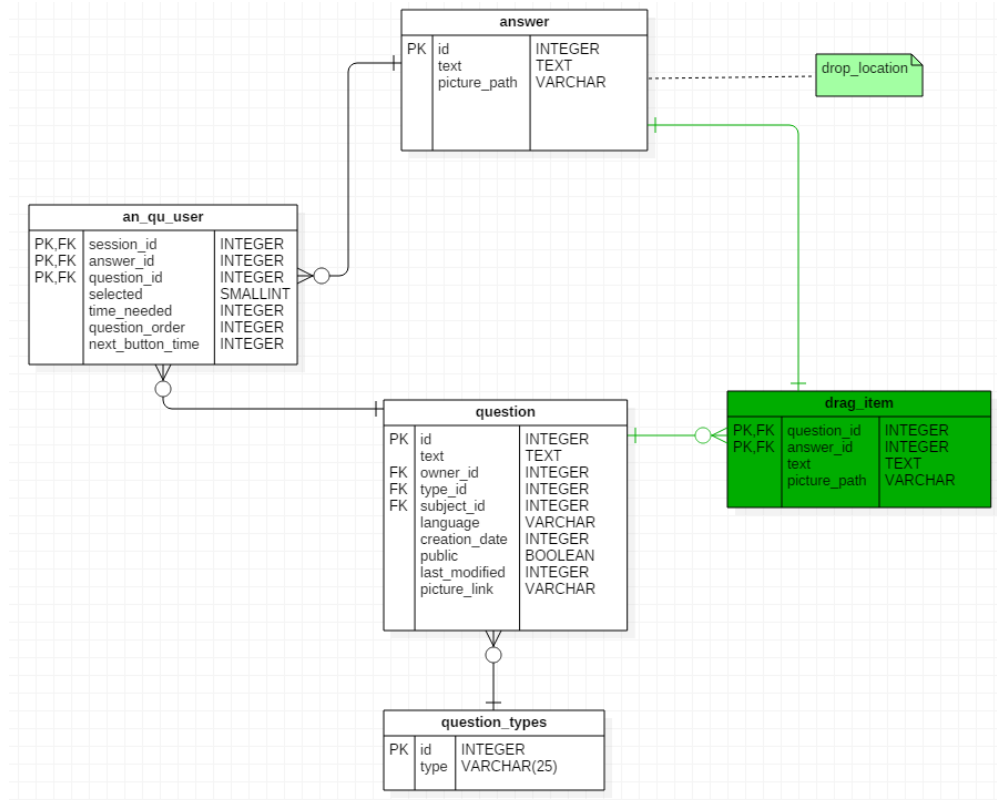 answer
PK id INTEGER
text TEXT
picture_path VARCHAR
drop_location
an_qu_user
PK,FK session_id INTEGER
PK,FK answer_id INTEGER
PK,FK question_id INTEGER
selected SMALLINT
time_needed INTEGER
question_order INTEGER
next_button_time INTEGER
question
PK id INTEGER
text TEXT
FK owner_id INTEGER
FK type_id INTEGER
FK subject_id INTEGER
language VARCHAR
creation_date INTEGER
public BOOLEAN
last_modified INTEGER
picture_link VARCHAR
drag_item
PK,FK question_id INTEGER
PK,FK answer_id INTEGER
text TEXT
picture_path VARCHAR
question_types
PK id INTEGER
type VARCHAR(25)